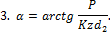 3. α = arctg P / Kzd₂.